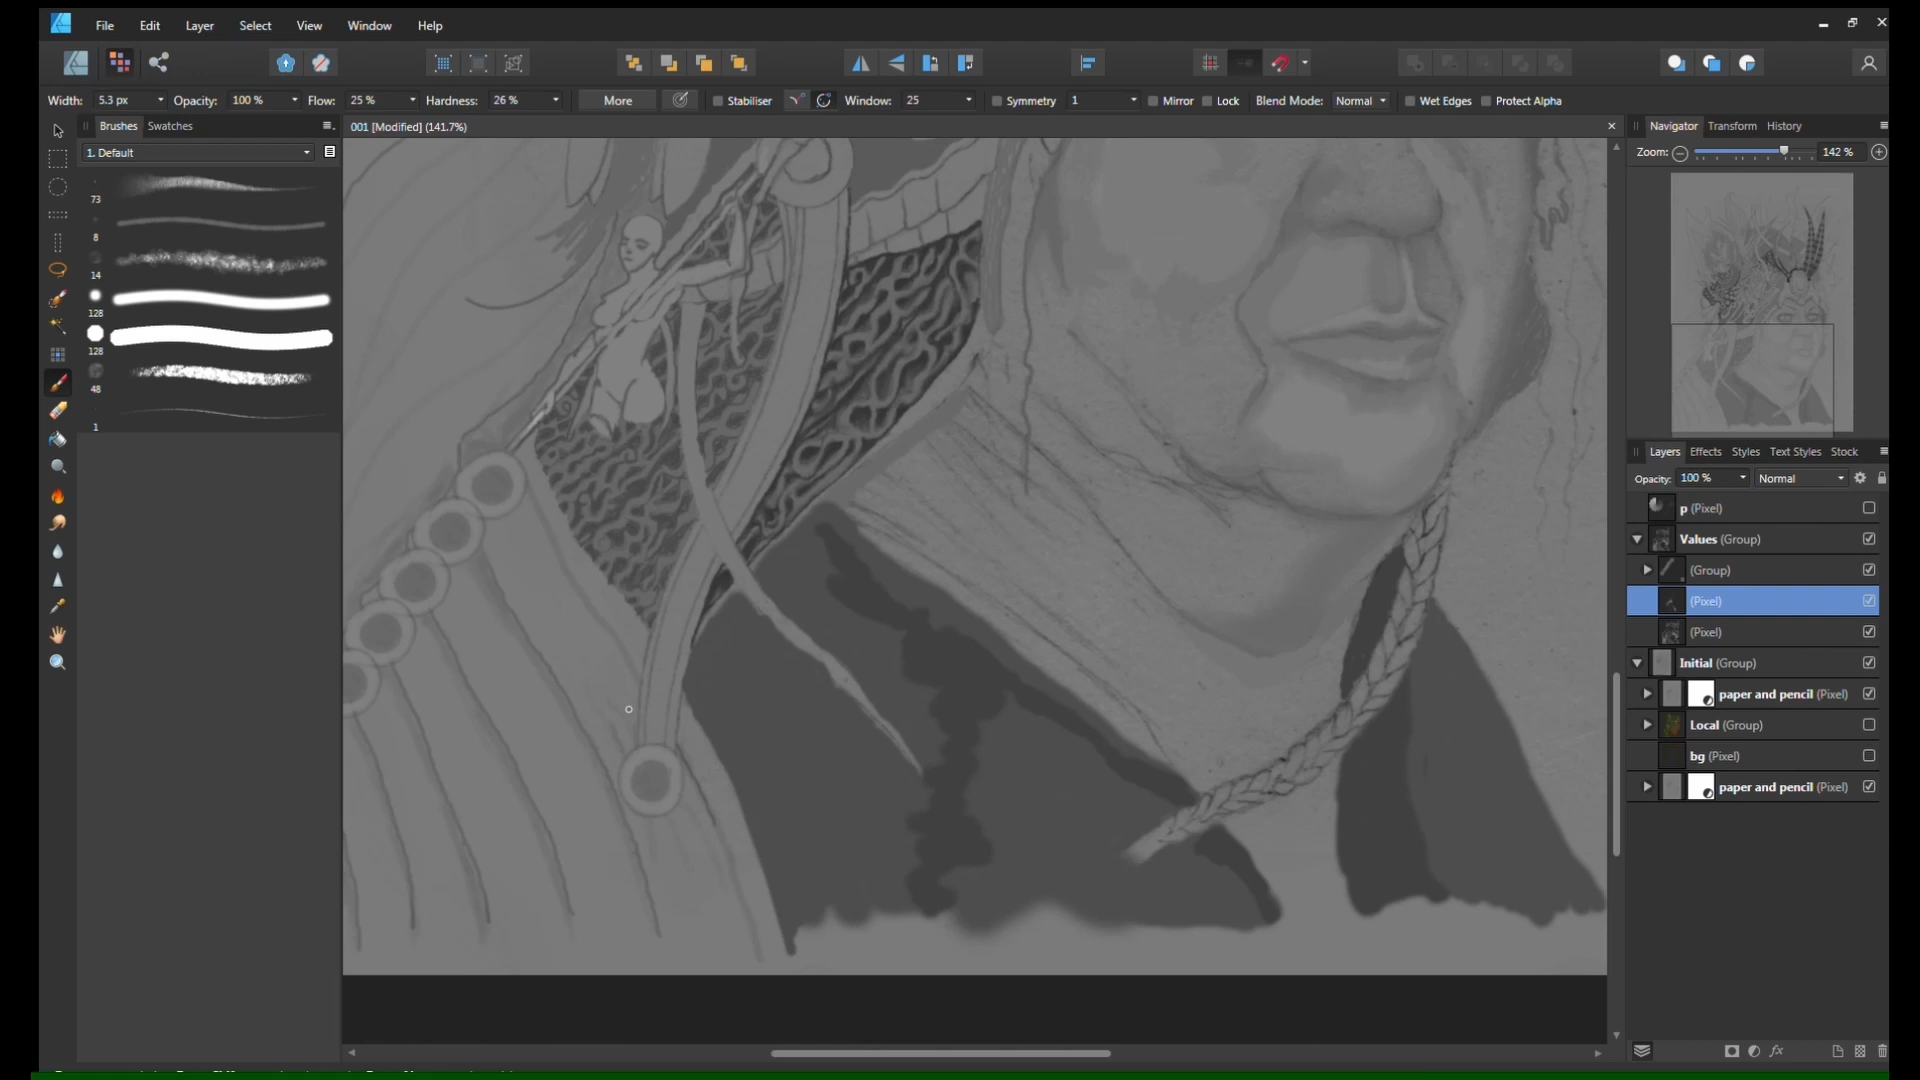 File Edit Layer Select View Window Help
Width: 5.3 px Opacity: 100 % Flow: 25 % Hardness: 26 % More Stabiliser Window: 25 Symmetry 1 Mirror Lock Blend Mode: Normal Wet Edges Protect Alpha
Brushes Swatches
001 [Modified] (141.7%)
Navigator Transform History
1. Default
Zoom: 142 %
73
8
14
128
128
48
1
Layers Effects Styles Text Styles Stock
Opacity: 100 % Normal
p (Pixel)
Values (Group)
(Group)
(Pixel)
(Pixel)
Initial (Group)
paper and pencil (Pixel)
Local (Group)
bg (Pixel)
paper and pencil (Pixel)
fx